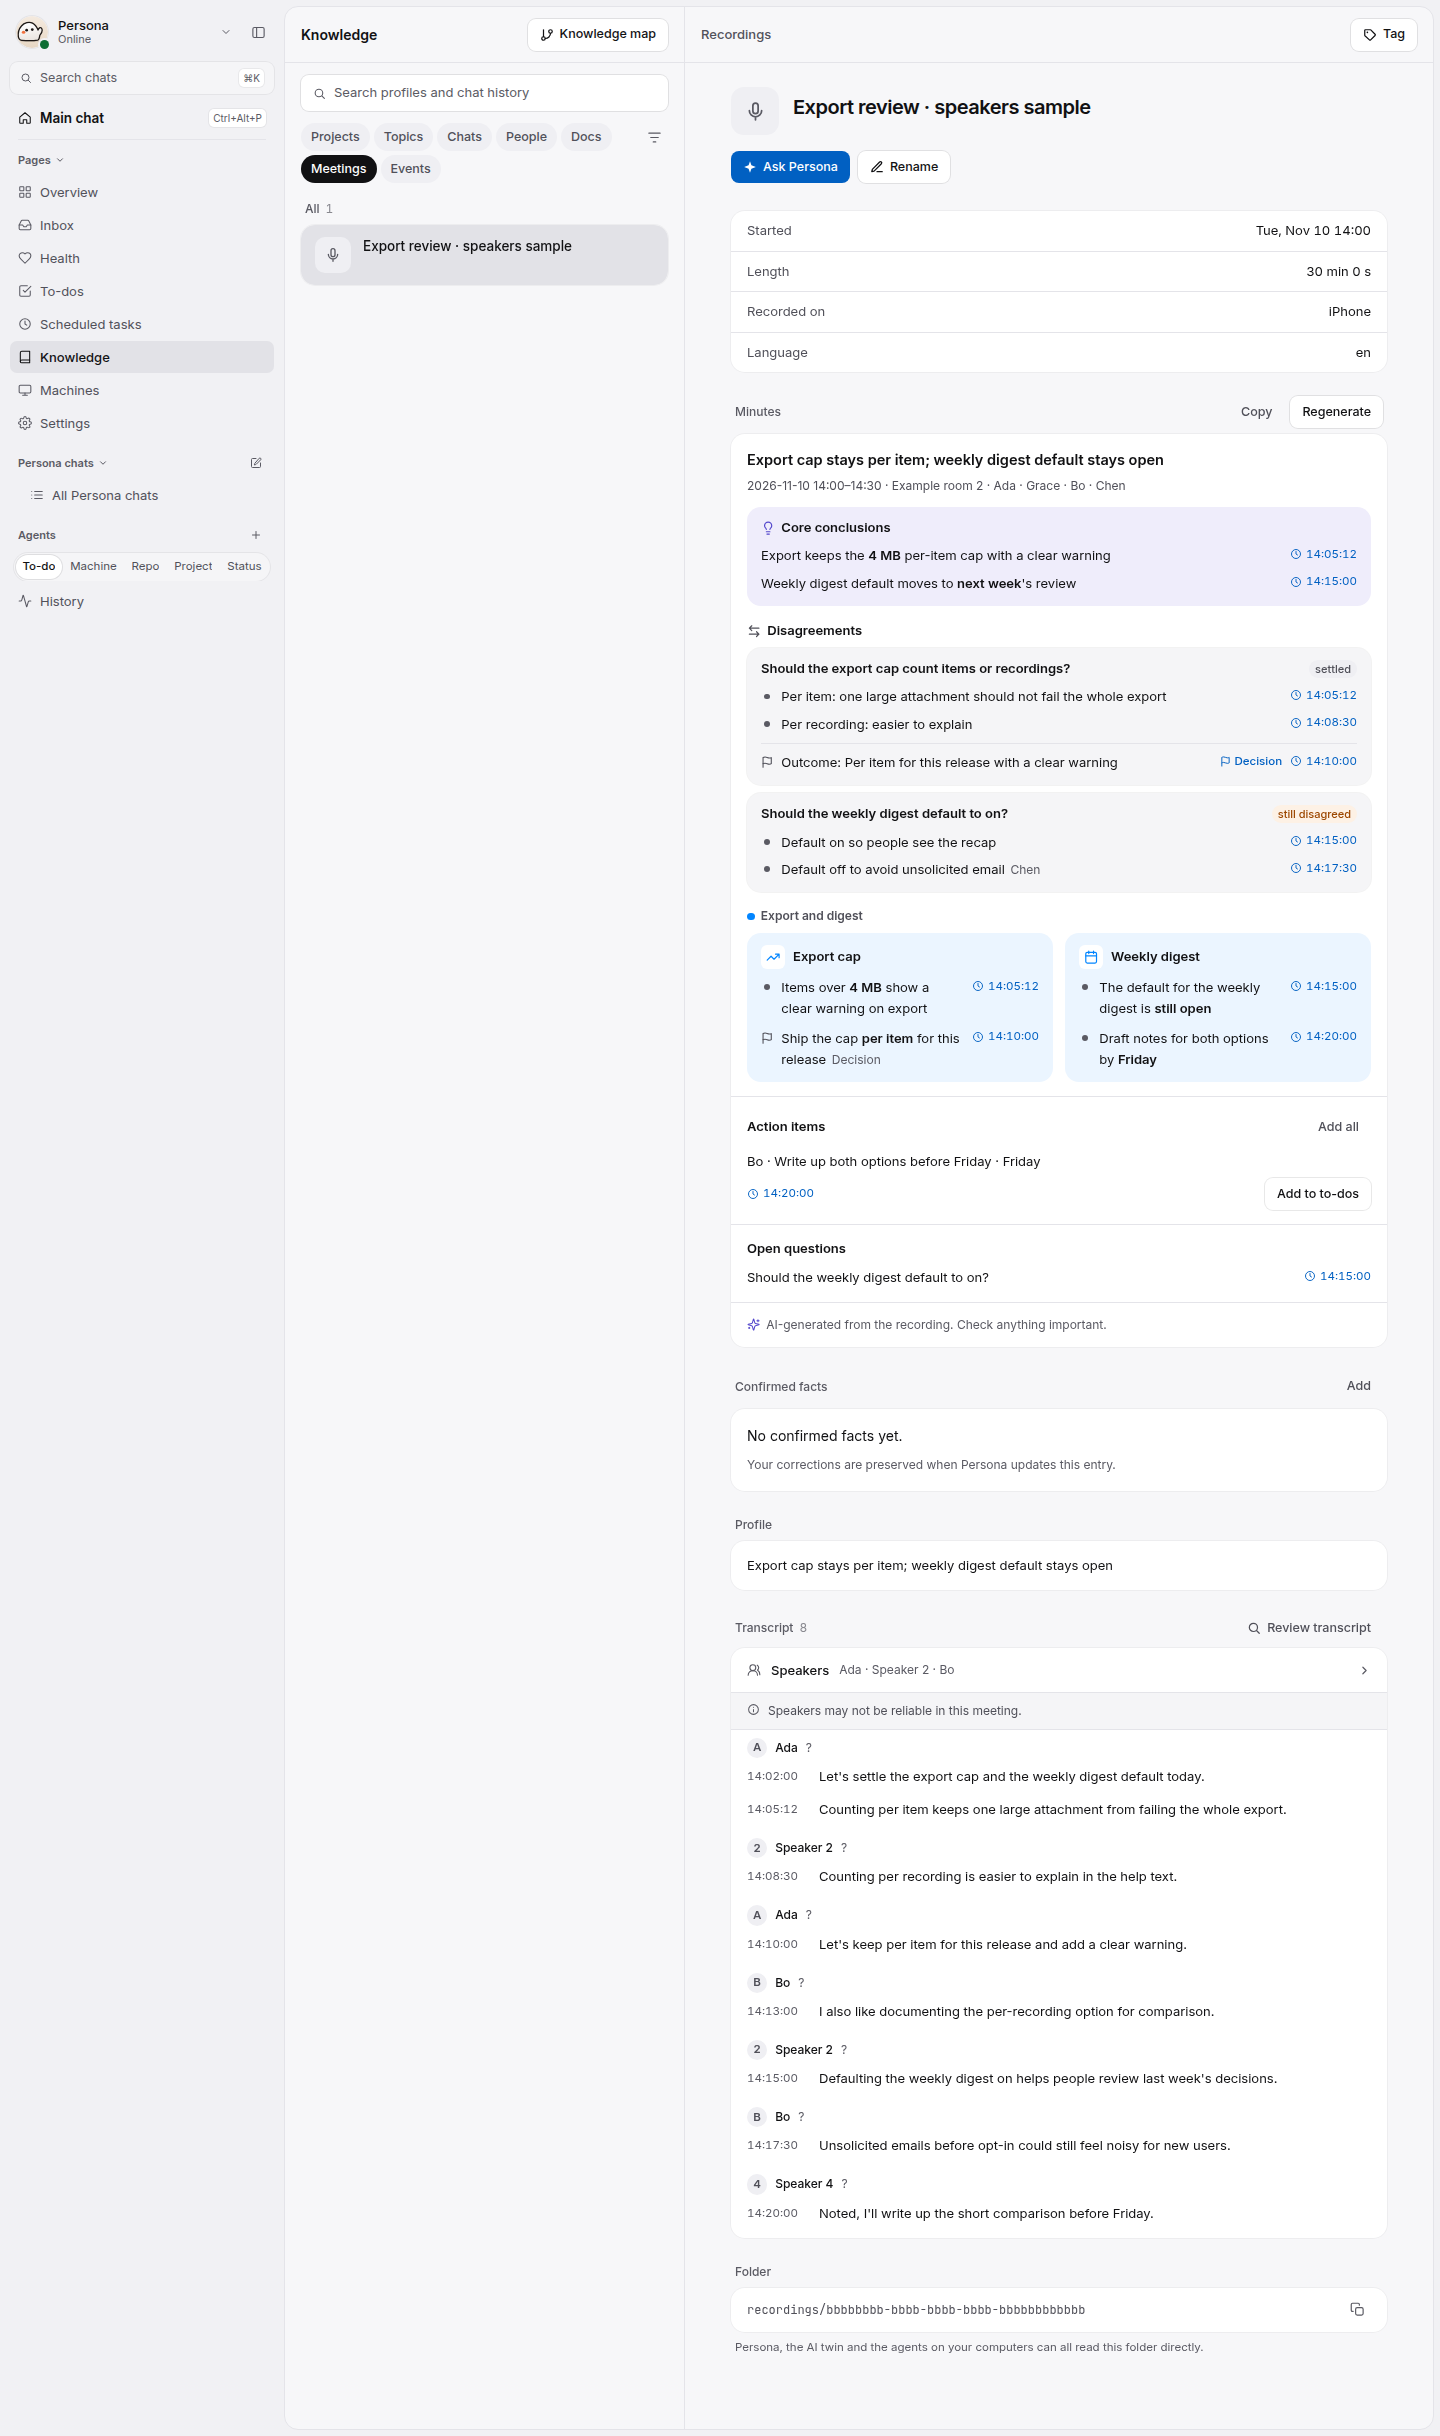 Persona
Online
Search chats
⌘K
Main chat
Ctrl+Alt+P
Pages
Overview
Inbox
Health
To-dos
Scheduled tasks
Knowledge
Machines
Settings
Persona chats
All Persona chats
Agents
To-do
Machine
Repo
Project
Status
History
Knowledge
Knowledge map
Search profiles and chat history
Projects
Topics
Chats
People
Docs
Meetings
Events
All 1
Export review · speakers sample
Recordings
Tag
Export review · speakers sample
Ask Persona
Rename
Started
Tue, Nov 10 14:00
Length
30 min 0 s
Recorded on
iPhone
Language
en
Minutes
Copy
Regenerate
Export cap stays per item; weekly digest default stays open
2026-11-10 14:00–14:30 · Example room 2 · Ada · Grace · Bo · Chen
Core conclusions
Export keeps the 4 MB per-item cap with a clear warning
14:05:12
Weekly digest default moves to next week's review
14:15:00
Disagreements
Should the export cap count items or recordings?
settled
Per item: one large attachment should not fail the whole export
14:05:12
Per recording: easier to explain
14:08:30
Outcome: Per item for this release with a clear warning
Decision
14:10:00
Should the weekly digest default to on?
still disagreed
Default on so people see the recap
14:15:00
Default off to avoid unsolicited email Chen
14:17:30
Export and digest
Export cap
Items over 4 MB show a
clear warning on export
14:05:12
Ship the cap per item for this
release Decision
14:10:00
Weekly digest
The default for the weekly
digest is still open
14:15:00
Draft notes for both options
by Friday
14:20:00
Action items
Add all
Bo · Write up both options before Friday · Friday
14:20:00
Add to to-dos
Open questions
Should the weekly digest default to on?
14:15:00
AI-generated from the recording. Check anything important.
Confirmed facts
Add
No confirmed facts yet.
Your corrections are preserved when Persona updates this entry.
Profile
Export cap stays per item; weekly digest default stays open
Transcript 8
Review transcript
Speakers
Ada · Speaker 2 · Bo
Speakers may not be reliable in this meeting.
A Ada ?
14:02:00 Let's settle the export cap and the weekly digest default today.
14:05:12 Counting per item keeps one large attachment from failing the whole export.
2 Speaker 2 ?
14:08:30 Counting per recording is easier to explain in the help text.
A Ada ?
14:10:00 Let's keep per item for this release and add a clear warning.
B Bo ?
14:13:00 I also like documenting the per-recording option for comparison.
2 Speaker 2 ?
14:15:00 Defaulting the weekly digest on helps people review last week's decisions.
B Bo ?
14:17:30 Unsolicited emails before opt-in could still feel noisy for new users.
4 Speaker 4 ?
14:20:00 Noted, I'll write up the short comparison before Friday.
Folder
recordings/bbbbbbbb-bbbb-bbbb-bbbb-bbbbbbbbbbbb
Persona, the AI twin and the agents on your computers can all read this folder directly.